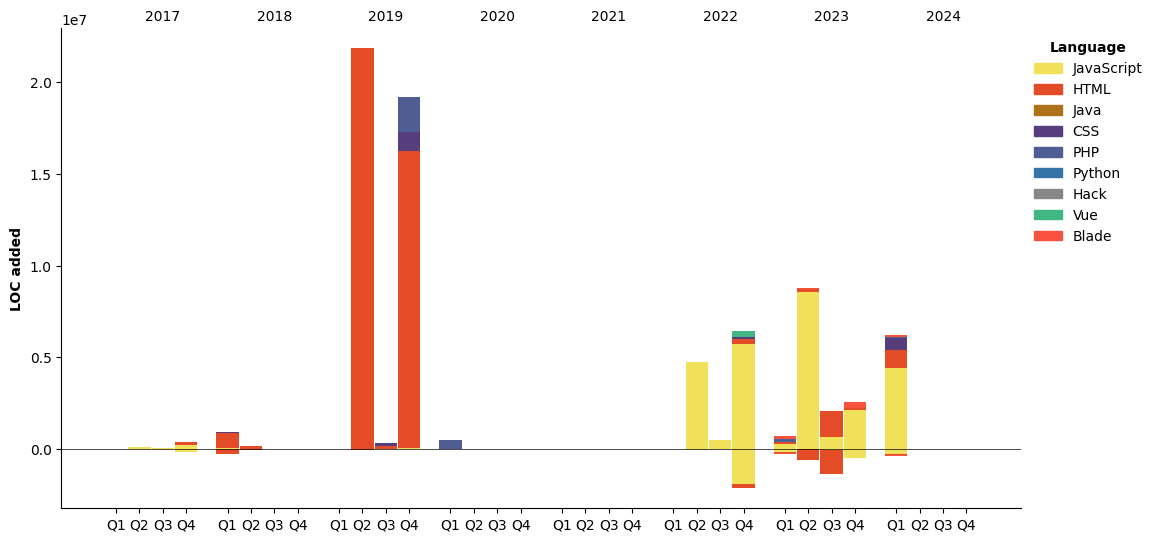 1e7
2017 2018 2019 2020 2021 2022 2023 2024
Language
JavaScript
HTML
Java
CSS
PHP
Python
Hack
Vue
Blade
2.0
1.5
1.0
0.5
0.0
LOC added
Q1 Q2 Q3 Q4 Q1 Q2 Q3 Q4 Q1 Q2 Q3 Q4 Q1 Q2 Q3 Q4 Q1 Q2 Q3 Q4 Q1 Q2 Q3 Q4 Q1 Q2 Q3 Q4 Q1 Q2 Q3 Q4